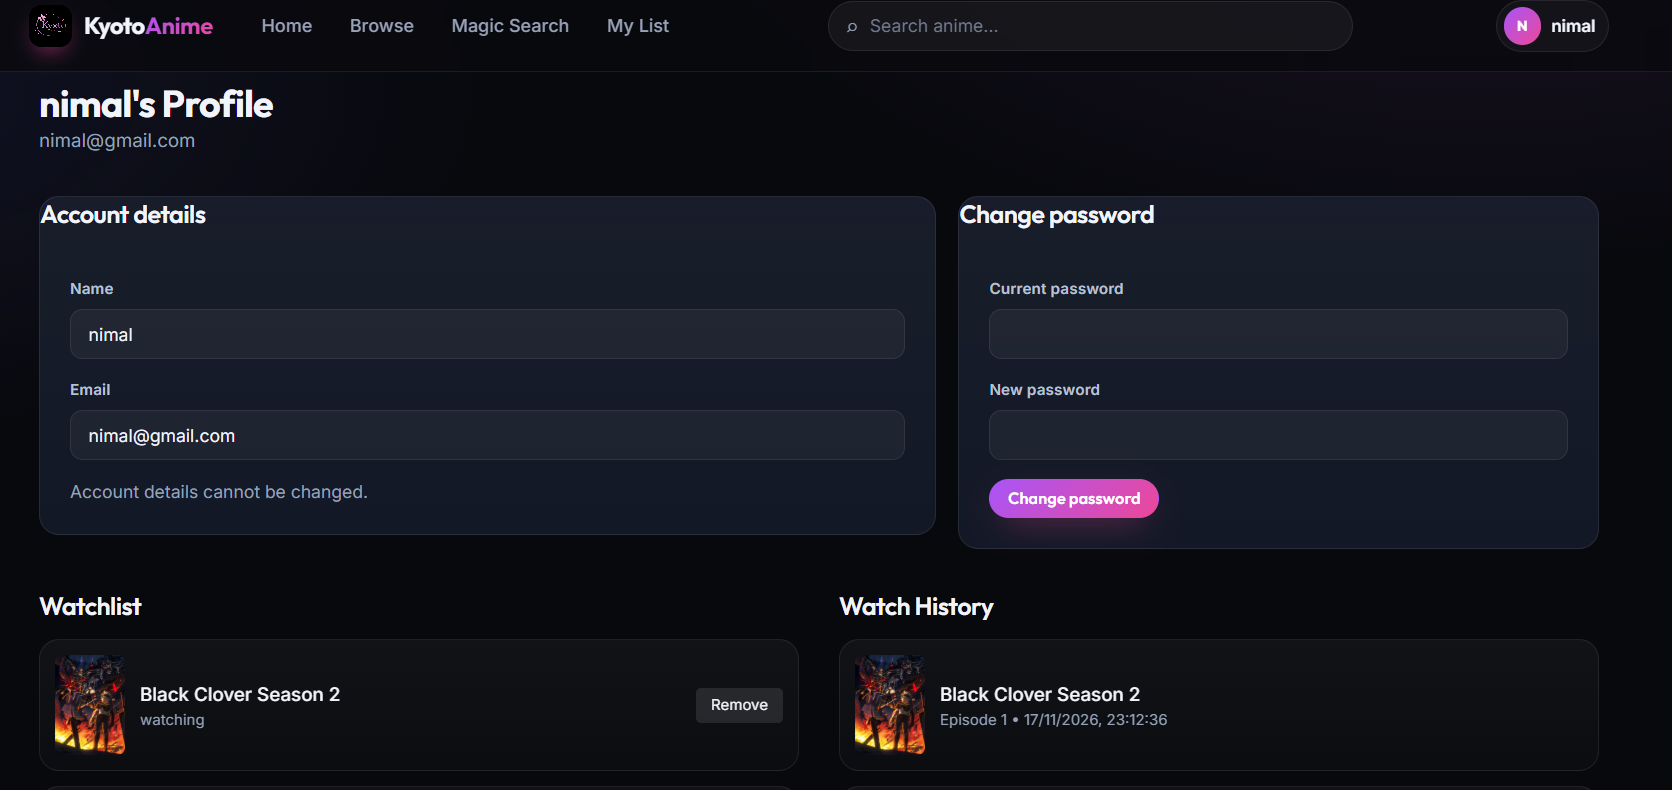 KyotoAnime
Home
Browse
Magic Search
My List
Search anime...
N
nimal
nimal's Profile
nimal@gmail.com
Account details
Name
nimal
Email
nimal@gmail.com
Account details cannot be changed.
Change password
Current password
New password
Change password
Watchlist
Black Clover Season 2
watching
Remove
Watch History
Black Clover Season 2
Episode 1 • 17/11/2026, 23:12:36